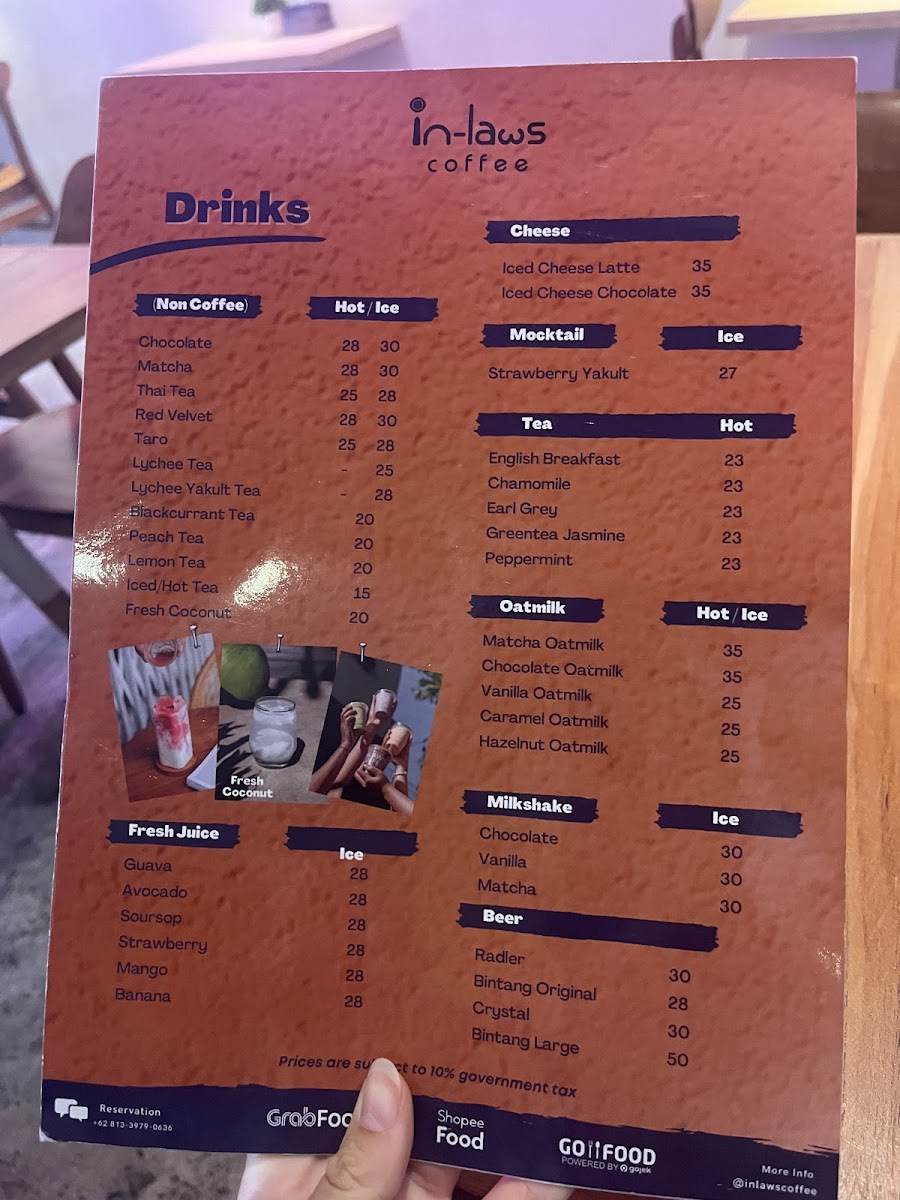 in-laws
coffee
Drinks
(Non Coffee) Hot / Ice
Chocolate 28 30
Matcha 28 30
Thai Tea 25 28
Red Velvet 28 30
Taro 25 28
Lychee Tea - 25
Lychee Yakult Tea - 28
Blackcurrant Tea 20
Peach Tea 20
Lemon Tea 20
Iced/Hot Tea 15
Fresh Coconut 20
Fresh
Coconut
Fresh Juice Ice
Guava 28
Avocado 28
Soursop 28
Strawberry 28
Mango 28
Banana 28
Cheese
Iced Cheese Latte 35
Iced Cheese Chocolate 35
Mocktail Ice
Strawberry Yakult 27
Tea Hot
English Breakfast 23
Chamomile 23
Earl Grey 23
Greentea Jasmine 23
Peppermint 23
Oatmilk Hot / Ice
Matcha Oatmilk 35
Chocolate Oatmilk 35
Vanilla Oatmilk 25
Caramel Oatmilk 25
Hazelnut Oatmilk 25
Milkshake Ice
Chocolate 30
Vanilla 30
Matcha 30
Beer
Radler 30
Bintang Original 28
Crystal 30
Bintang Large 50
Prices are subject to 10% government tax
Reservation
+62 813-3979-0636
GrabFoo
Shopee
Food
GOFOOD
POWERED BY gojek
More Info
@inlawscoffee